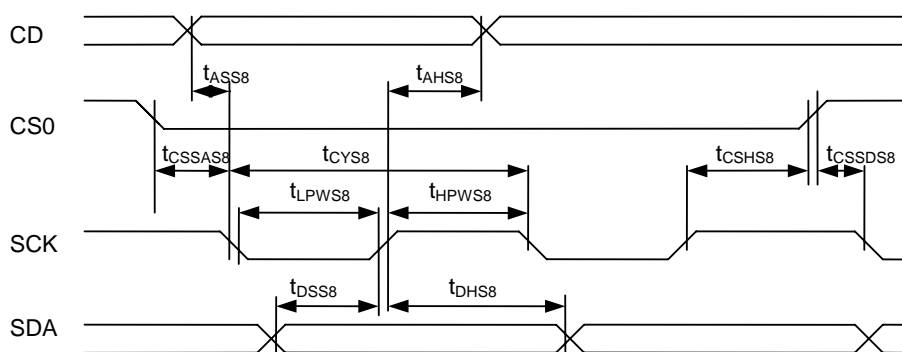 CD
tASS8 tAHS8
CS0
tCSSAS8 tCYS8 tCSHS8 tCSSDS8
tLPWS8 tHPWS8
SCK
tDSS8 tDHS8
SDA